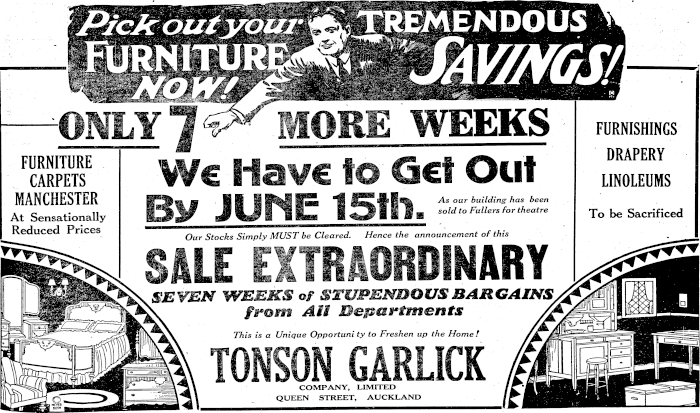 Pick out your
FURNITURE
NOW!
TREMENDOUS
SAVINGS!
ONLY 7 MORE WEEKS
FURNITURE
CARPETS
MANCHESTER
At Sensationally
Reduced Prices
We Have to Get Out
By JUNE 15th.
As our building has been
sold to Fullers for theatre
FURNISHINGS
DRAPERY
LINOLEUMS
To be Sacrificed
Our Stocks Simply MUST be Cleared. Hence the announcement of this
SALE EXTRAORDINARY
SEVEN WEEKS of STUPENDOUS BARGAINS
from All Departments
This is a Unique Opportunity to Freshen up the Home!
TONSON GARLICK
COMPANY, LIMITED
QUEEN STREET, AUCKLAND